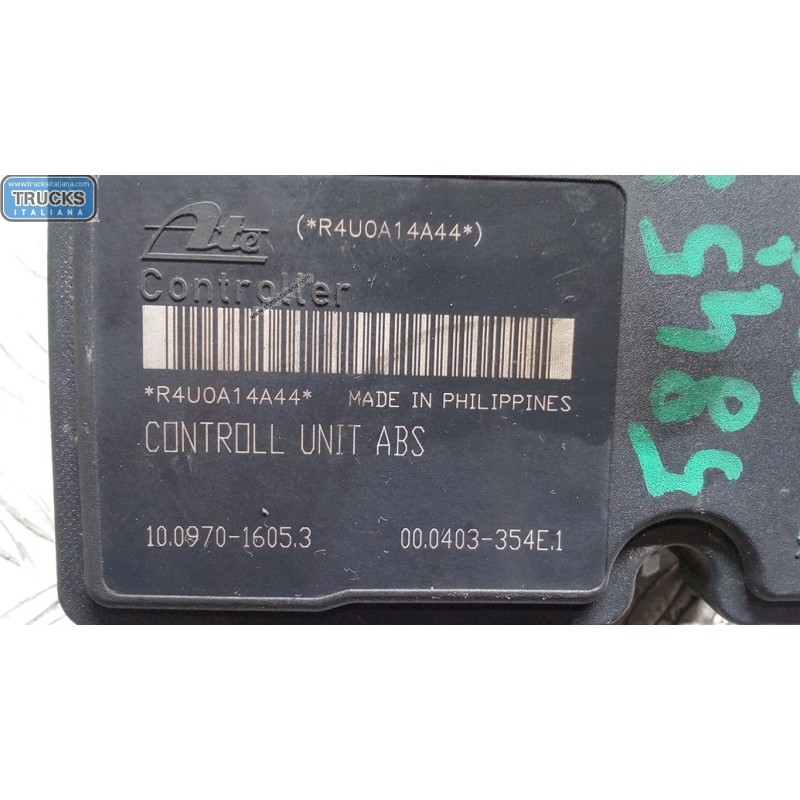 www.trucksitaliana.com
TRUCKS
ITALIANA
Ate (*R4U0A14A44*)
Controller
*R4U0A14A44* MADE IN PHILIPPINES
CONTROLL UNIT ABS
10.0970-1605.3 00.0403-354E.1
5845